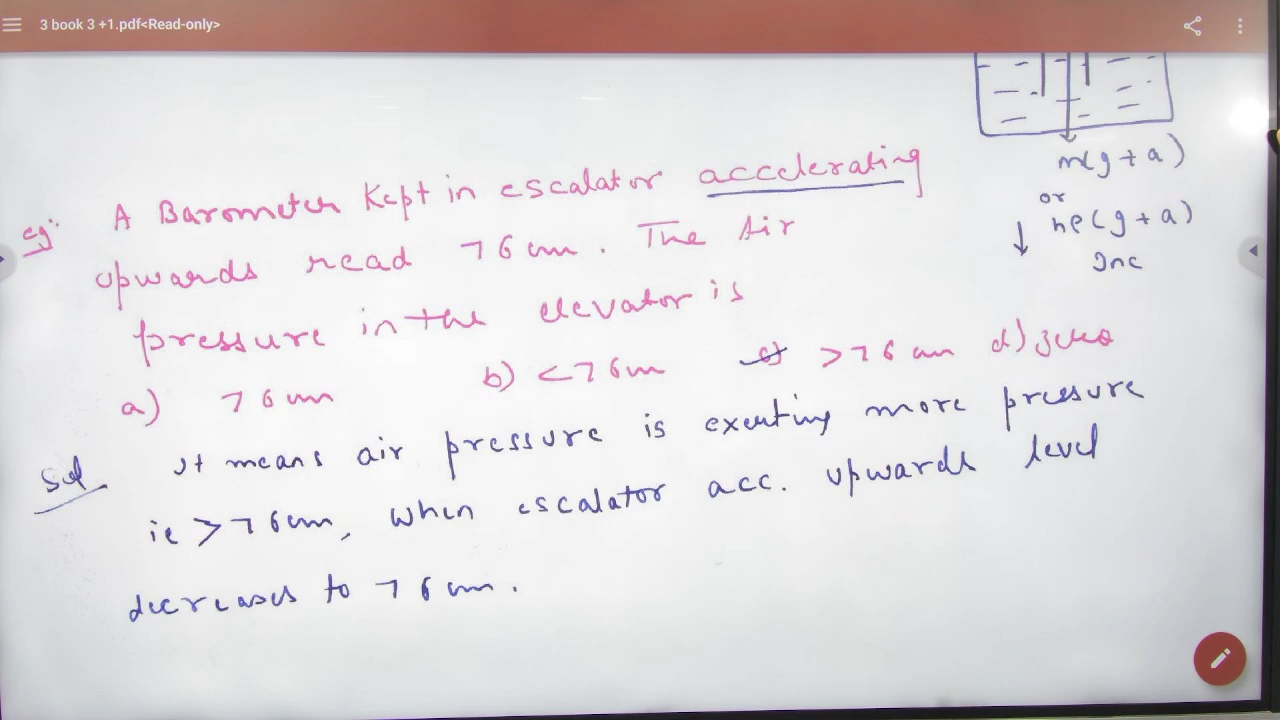 3 book 3 +1.pdf<Read-only>
m(g + a)
or
hρ(g + a)
↓ Inc
eg:- A Barometer Kept in escalator accelerating
upwards read 76 cm. The Air
pressure in the elevator is
a) 76 cm b) <76 cm c) >76 cm d) zero
Sol It means air pressure is exerting more pressure
ie >76cm, When escalator acc. upwards level
decreases to 76 cm.